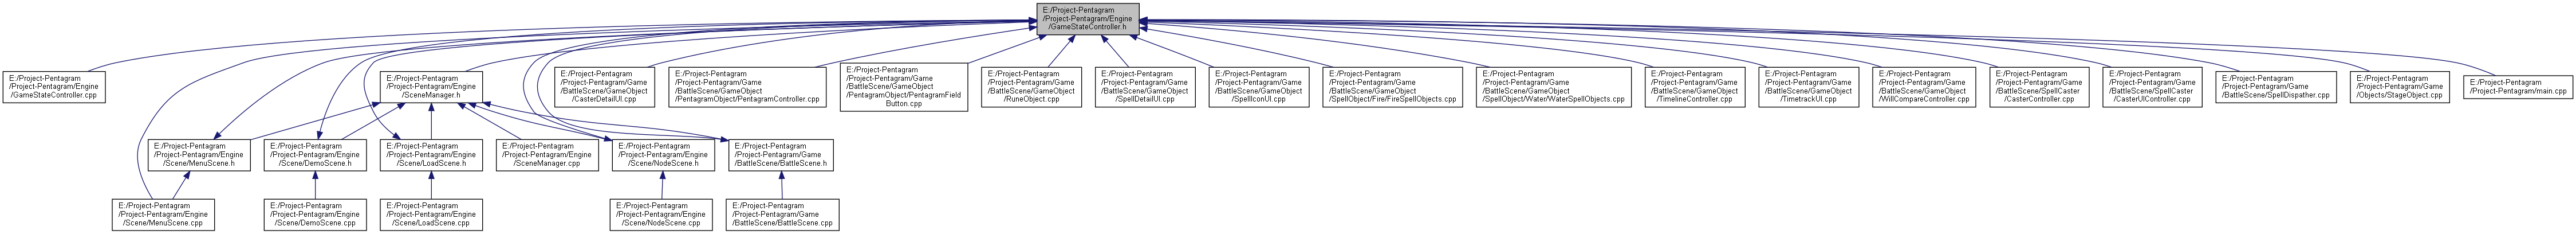 E:/Project-Pentagram
/Project-Pentagram/Engine
/GameStateController.h
E:/Project-Pentagram
/Project-Pentagram/Engine
/GameStateController.cpp
E:/Project-Pentagram
/Project-Pentagram/Engine
/SceneManager.h
E:/Project-Pentagram
/Project-Pentagram/Game
/BattleScene/GameObject
/CasterDetailUI.cpp
E:/Project-Pentagram
/Project-Pentagram/Game
/BattleScene/GameObject
/PentagramObject/PentagramController.cpp
E:/Project-Pentagram
/Project-Pentagram/Game
/BattleScene/GameObject
/PentagramObject/PentagramField
Button.cpp
E:/Project-Pentagram
/Project-Pentagram/Game
/BattleScene/GameObject
/RuneObject.cpp
E:/Project-Pentagram
/Project-Pentagram/Game
/BattleScene/GameObject
/SpellDetailUI.cpp
E:/Project-Pentagram
/Project-Pentagram/Game
/BattleScene/GameObject
/SpellIconUI.cpp
E:/Project-Pentagram
/Project-Pentagram/Game
/BattleScene/GameObject
/SpellObject/Fire/FireSpellObjects.cpp
E:/Project-Pentagram
/Project-Pentagram/Game
/BattleScene/GameObject
/SpellObject/Water/WaterSpellObjects.cpp
E:/Project-Pentagram
/Project-Pentagram/Game
/BattleScene/GameObject
/TimelineController.cpp
E:/Project-Pentagram
/Project-Pentagram/Game
/BattleScene/GameObject
/TimetrackUI.cpp
E:/Project-Pentagram
/Project-Pentagram/Game
/BattleScene/GameObject
/WillCompareController.cpp
E:/Project-Pentagram
/Project-Pentagram/Game
/BattleScene/SpellCaster
/CasterController.cpp
E:/Project-Pentagram
/Project-Pentagram/Game
/BattleScene/SpellCaster
/CasterUIController.cpp
E:/Project-Pentagram
/Project-Pentagram/Game
/BattleScene/SpellDispather.cpp
E:/Project-Pentagram
/Project-Pentagram/Game
/Objects/StageObject.cpp
E:/Project-Pentagram
/Project-Pentagram/main.cpp
E:/Project-Pentagram
/Project-Pentagram/Engine
/Scene/MenuScene.h
E:/Project-Pentagram
/Project-Pentagram/Engine
/Scene/DemoScene.h
E:/Project-Pentagram
/Project-Pentagram/Engine
/Scene/LoadScene.h
E:/Project-Pentagram
/Project-Pentagram/Engine
/SceneManager.cpp
E:/Project-Pentagram
/Project-Pentagram/Engine
/Scene/NodeScene.h
E:/Project-Pentagram
/Project-Pentagram/Game
/BattleScene/BattleScene.h
E:/Project-Pentagram
/Project-Pentagram/Engine
/Scene/MenuScene.cpp
E:/Project-Pentagram
/Project-Pentagram/Engine
/Scene/DemoScene.cpp
E:/Project-Pentagram
/Project-Pentagram/Engine
/Scene/LoadScene.cpp
E:/Project-Pentagram
/Project-Pentagram/Engine
/Scene/NodeScene.cpp
E:/Project-Pentagram
/Project-Pentagram/Game
/BattleScene/BattleScene.cpp